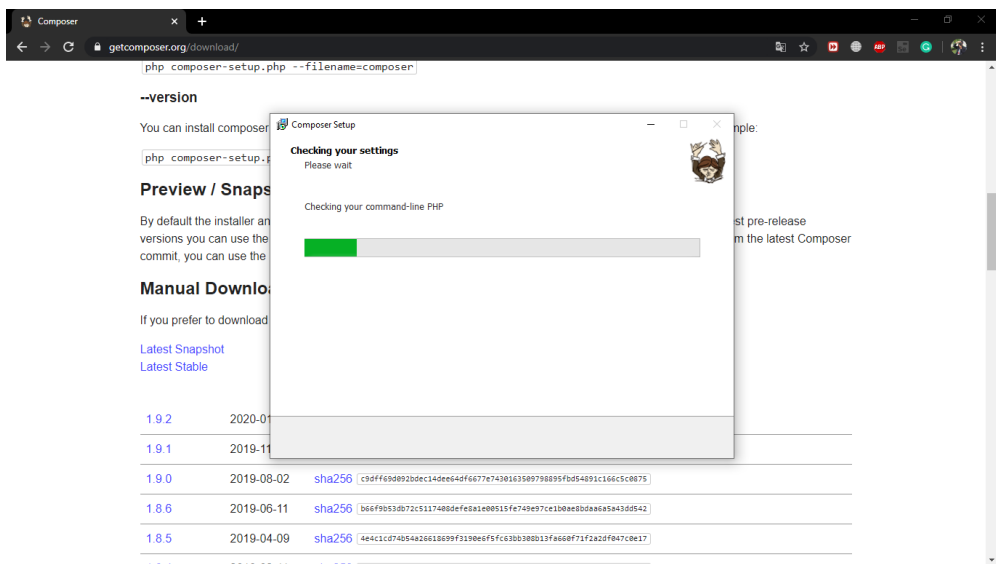 Composer
getcomposer.org/download/
ABP
php composer-setup.php --filename=composer
--version
You can install composer
mple:
php composer-setup.p
Preview / Snaps
By default the installer an
st pre-release
versions you can use the
m the latest Composer
commit, you can use the
Manual Downlo
If you prefer to download
Latest Snapshot
Latest Stable
1.9.2 2020-01
1.9.1 2019-11
1.9.0 2019-08-02 sha256 c9dff69d092bdec14dee64df6677e7430163509798895fbd54891c166c5c0875
1.8.6 2019-06-11 sha256 b66f9b53db72c5117408defe8a1e00515fe749e97ce1b0ae8bdaa6a5a43dd542
1.8.5 2019-04-09 sha256 4e4c1cd74b54a26618699f3190e6f5fc63bb308b13fa660f71f2a2df047c0e17
Composer Setup
Checking your settings
Please wait
Checking your command-line PHP